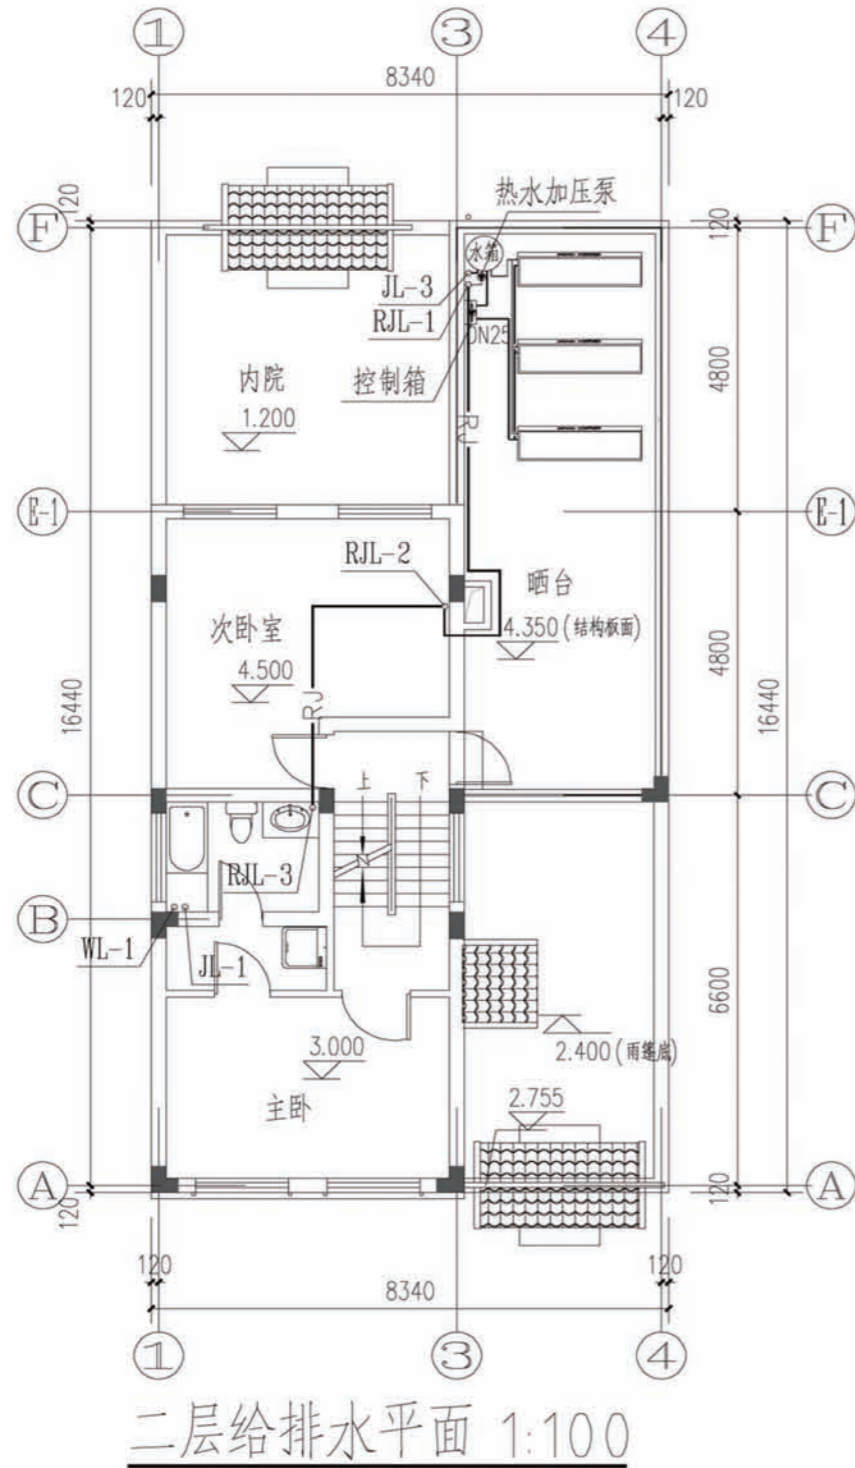 1
3
4
8340
120
120
120
热水加压泵
F
120
F
水箱
JL-3
RJL-1
DN25
内院
控制箱
4800
1.200
RJ
E-1
E-1
RJL-2
晒台
次卧室
4.350(结构板面)
4.500
4800
16440
16440
RJ
上
下
C
C
RJL-3
B
WL-1
JL-1
6600
3.000
2.400(雨篷底)
主卧
2.755
A
A
120
120
120
120
8340
1
3
4
二层给排水平面 1:100